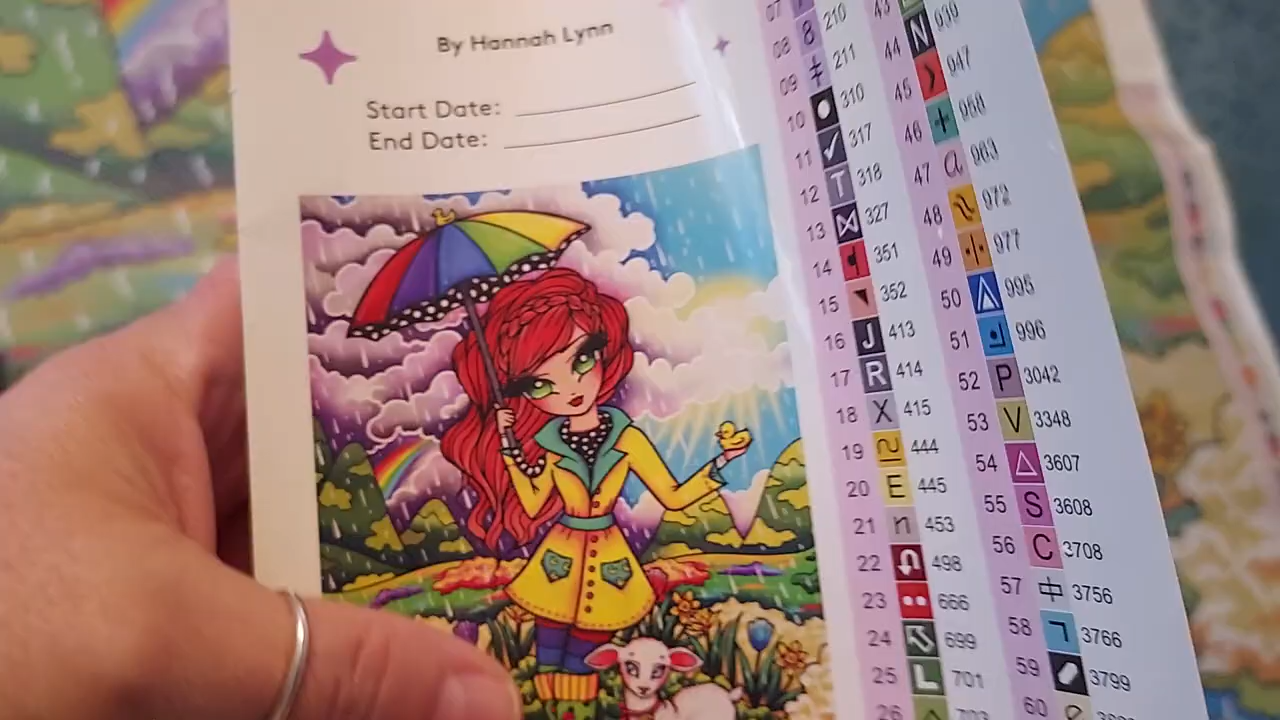 By Hannah Lynn
Start Date:
End Date:
07 210
08 8 211
09 ǂ 
10 310
11 ✓ 317
12 T 318
13 ⋈ 327
14 351
15 352
16 J 413
17 R 414
18 X 415
19 444
20 E 445
21 n 453
22 498
23 666
24 699
25 L 701
26 703
43
44 N 939
45 947
46 + 958
47 a 963
48 972
49 977
50 995
51 996
52 P 3042
53 V 3348
54 △ 3607
55 S 3608
56 C 3708
57 中 3756
58 3766
59 3799
60